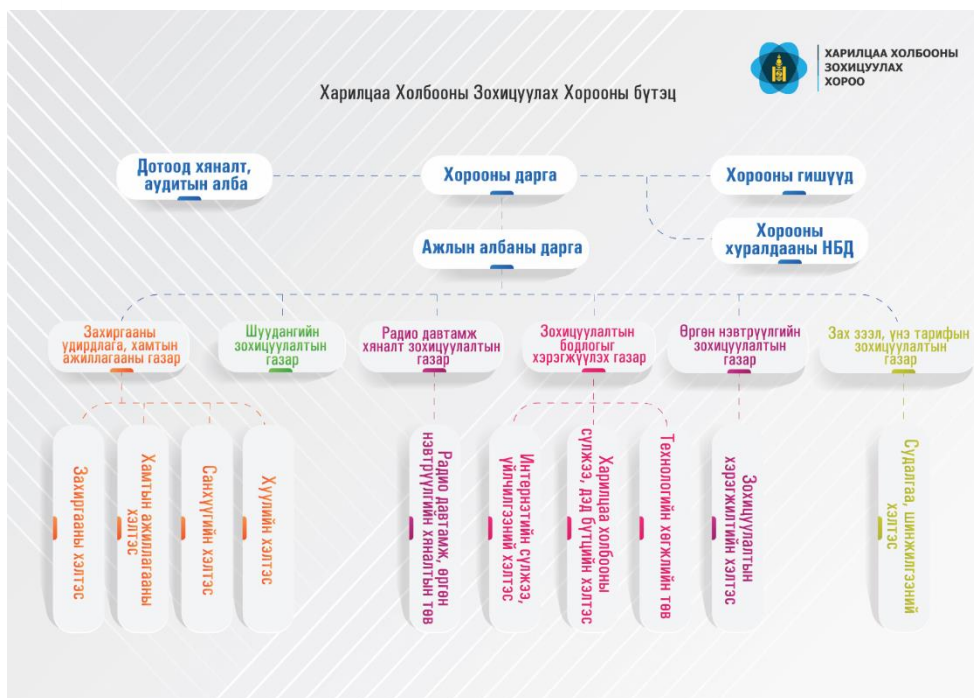 ХАРИЛЦАА ХОЛБООНЫ
ЗОХИЦУУЛАХ
ХОРОО
Харилцаа Холбооны Зохицуулах Хорооны бүтэц
Дотоод хяналт,
аудитын алба
Хорооны дарга
Хорооны гишүүд
Хорооны
хуралдааны НБД
Ажлын албаны дарга
Захиргааны
удирдлага, хамтын
ажиллагааны газар
Шуудангийн
зохицуулалтын
газар
Радио давтамж
хяналт зохицуулалтын
газар
Зохицуулалтын
бодлогыг
хэрэгжүүлэх газар
Өргөн нэвтрүүлгийн
зохицуулалтын
газар
Зах зээл, үнэ тарифын
зохицуулалтын
газар
Захиргааны хэлтэс
Хамтын ажиллагааны
хэлтэс
Санхүүгийн хэлтэс
Хуулийн хэлтэс
Радио давтамж, өргөн
нэвтрүүлгийн хяналтын төв
Интернэтийн сүлжээ,
үйлчилгээний хэлтэс
Харилцаа холбооны
сүлжээ, дэд бүтцийн хэлтэс
Технологийн хөгжлийн төв
Зохицуулалтын
хэрэгжилтийн хэлтэс
Судалгаа, шинжилгээний
хэлтэс